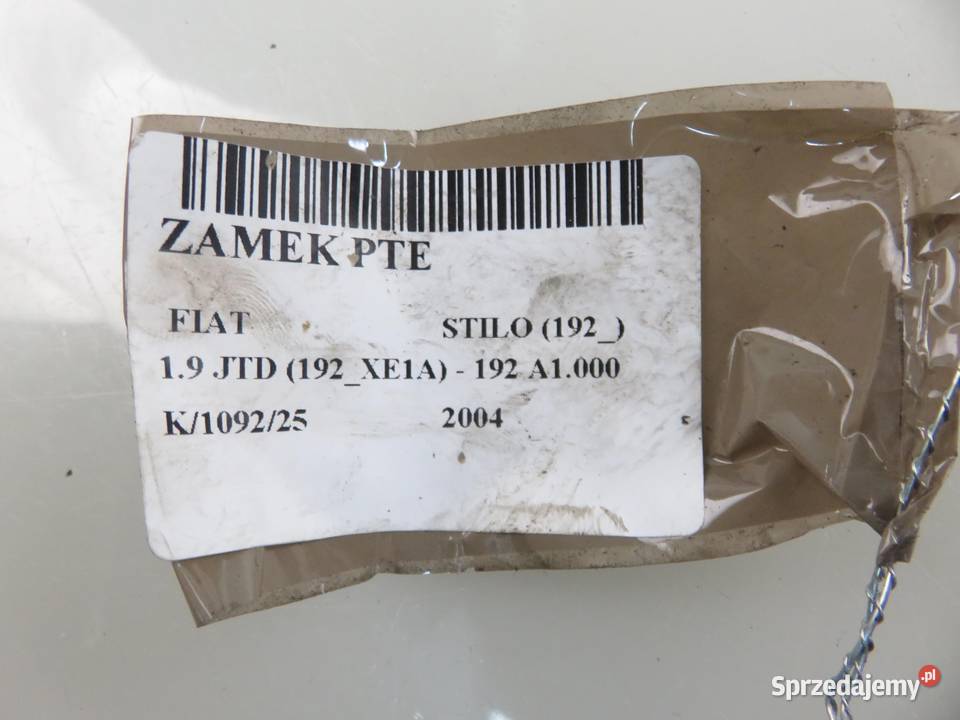 ZAMEK PTE
FIAT STILO (192_)
1.9 JTD (192_XE1A) - 192 A1.000
K/1092/25 2004
Sprzedajemy.pl